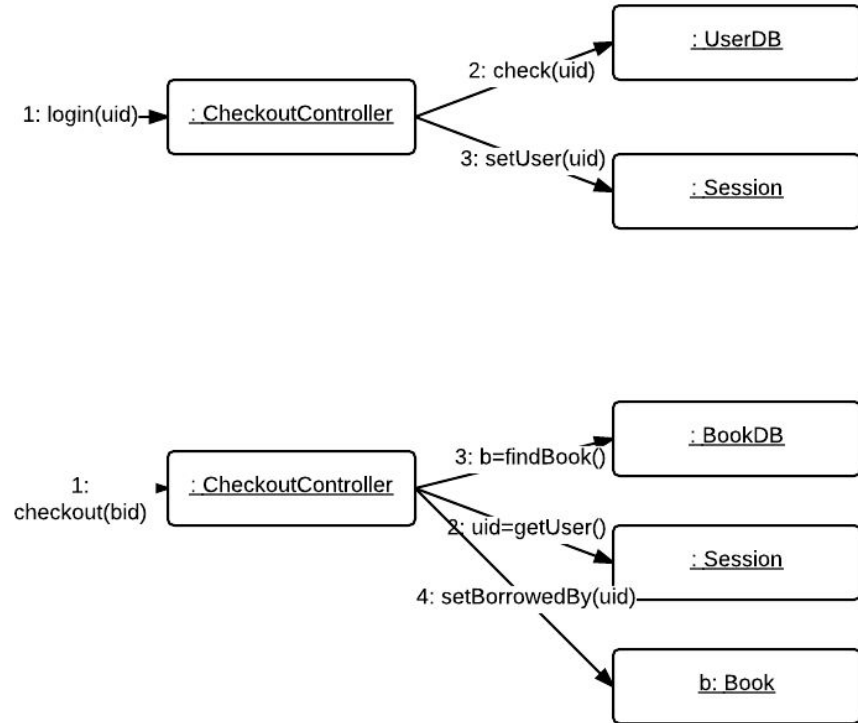 : UserDB
2: check(uid)
1: login(uid)
: CheckoutController
3: setUser(uid)
: Session
: BookDB
3: b=findBook()
1:
checkout(bid)
: CheckoutController
2: uid=getUser()
: Session
4: setBorrowedBy(uid)
b: Book